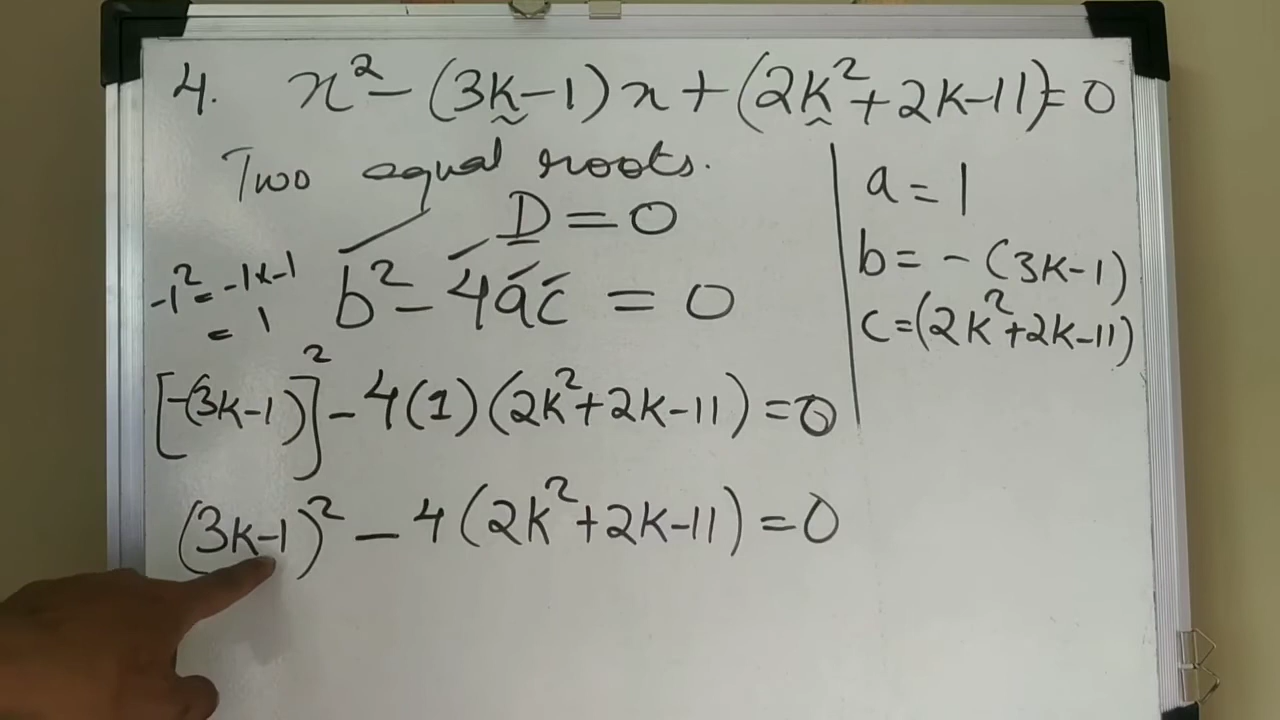 4. x² - (3k-1)x + (2k²+2k-11) = 0
Two equal roots.
D = 0
b² - 4ac = 0
-1² = -1x-1
= 1
[-(3k-1)]² - 4(1)(2k²+2k-11) = 0
(3k-1)² - 4(2k²+2k-11) = 0
a = 1
b = -(3k-1)
c = (2k²+2k-11)